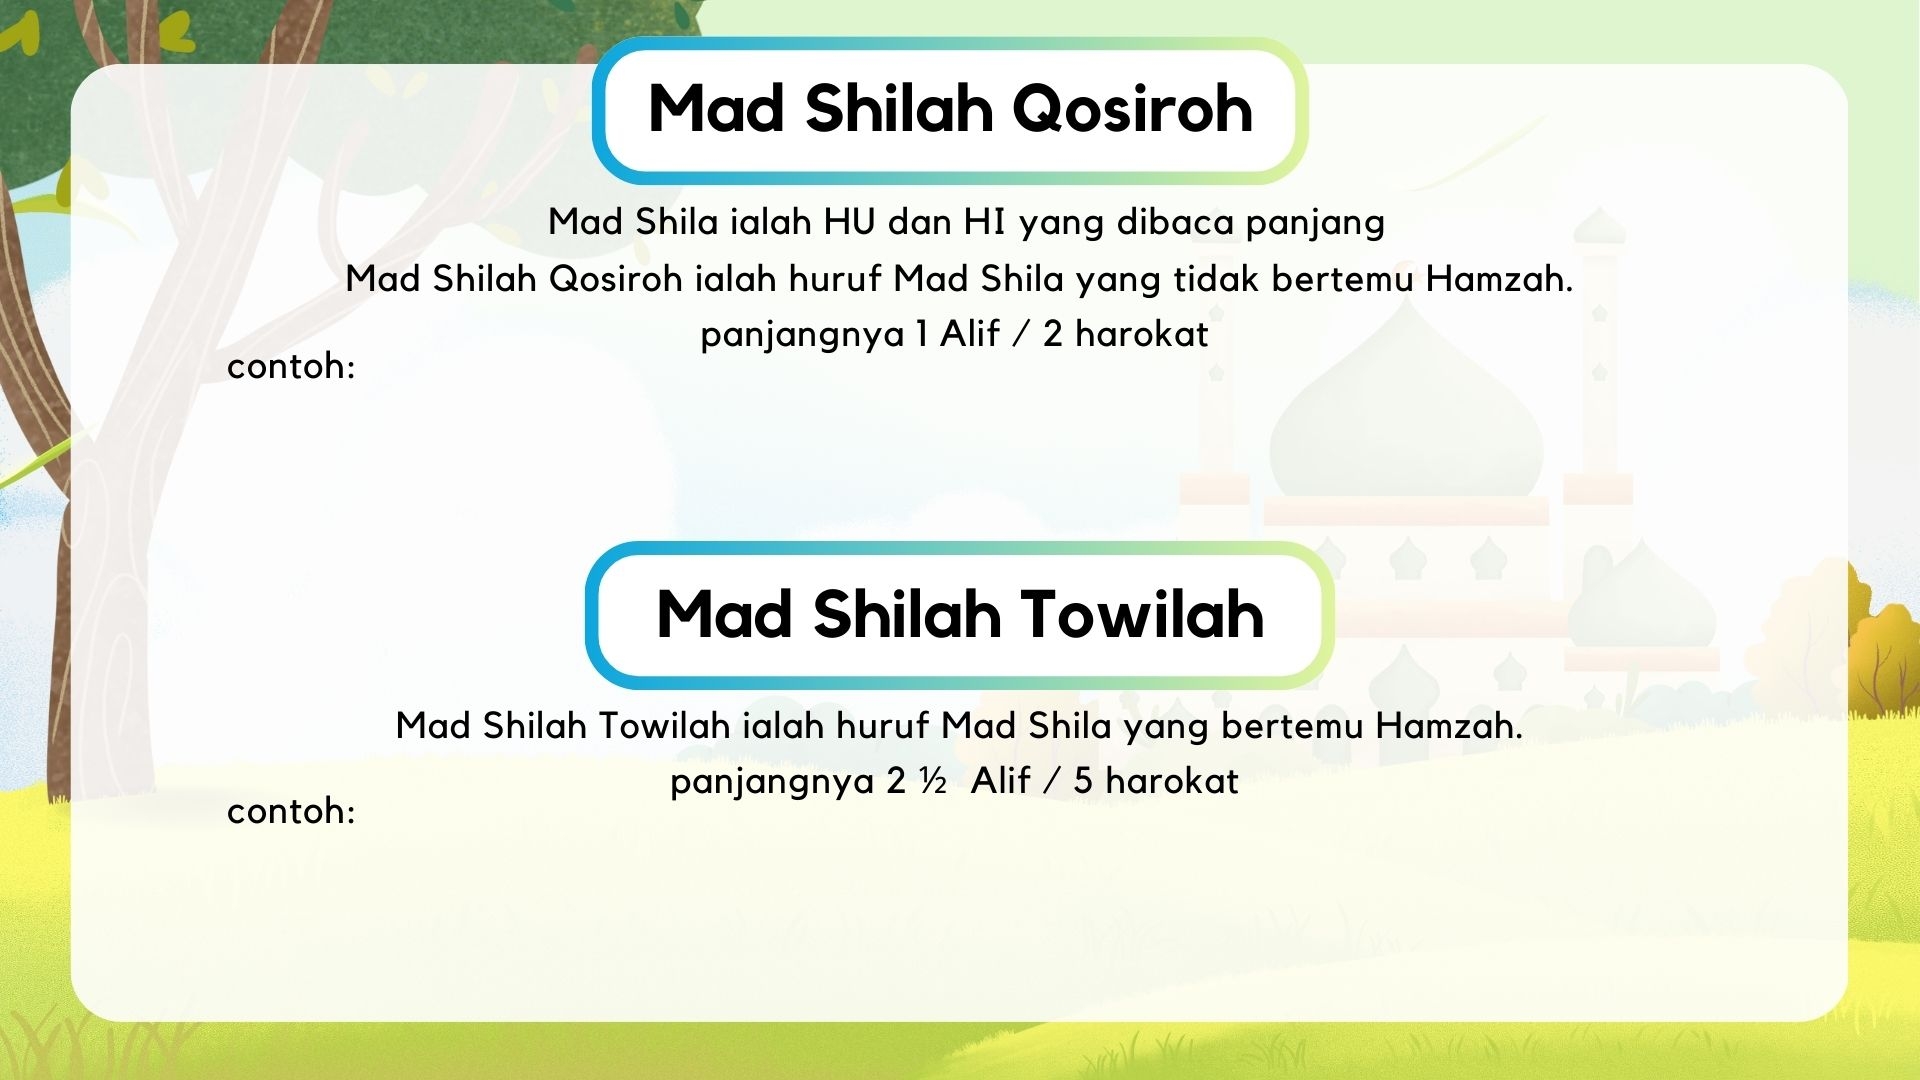 Mad Shilah Qosiroh
Mad Shila ialah HU dan HI yang dibaca panjang
Mad Shilah Qosiroh ialah huruf Mad Shila yang tidak bertemu Hamzah.
panjangnya 1 Alif / 2 harokat
contoh:
Mad Shilah Towilah
Mad Shilah Towilah ialah huruf Mad Shila yang bertemu Hamzah.
panjangnya 2 ½ Alif / 5 harokat
contoh: